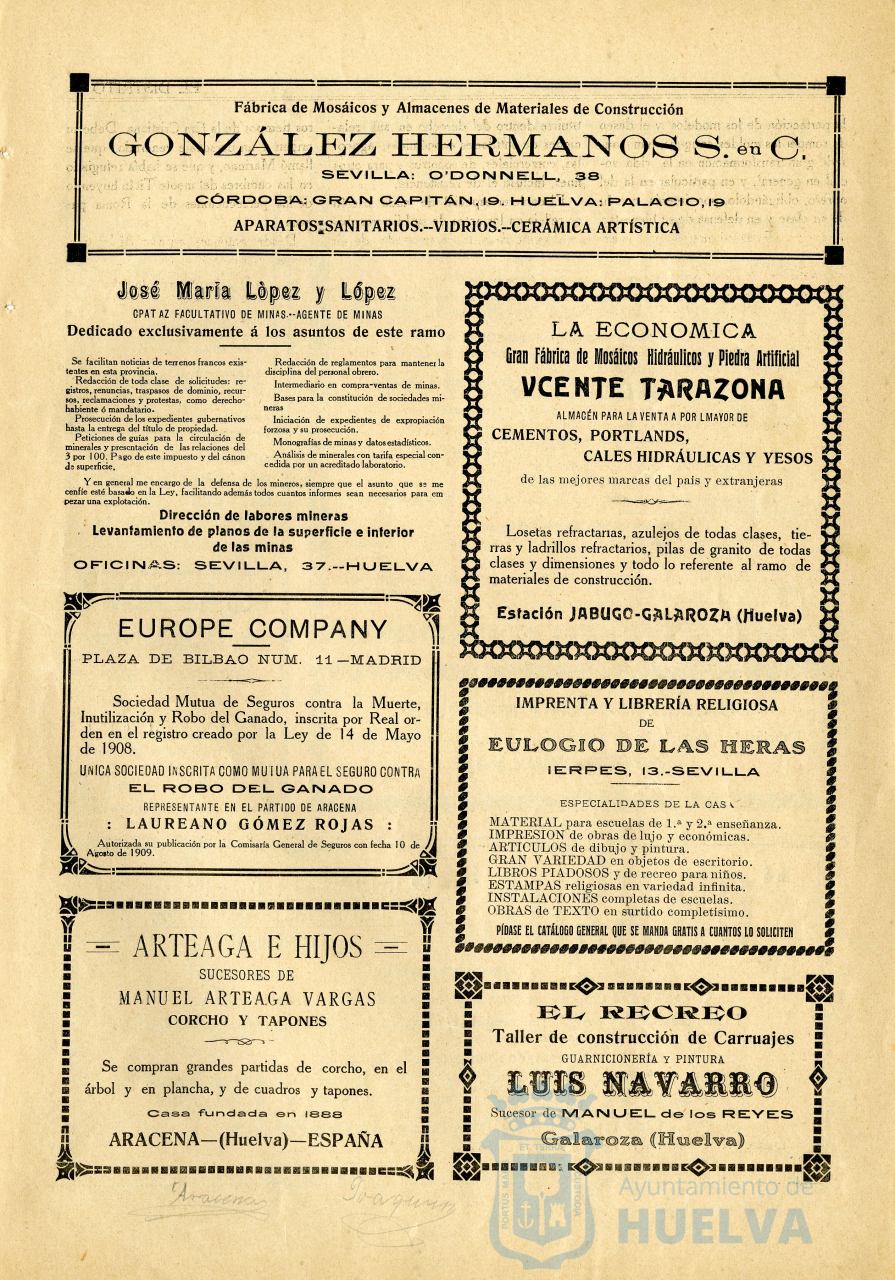 Fábrica de Mosáicos y Almacenes de Materiales de Construcción
GONZÁLEZ HERMANOS S. en C.
SEVILLA: O'DONNELL, 38
CÓRDOBA: GRAN CAPITÁN, 19. HUELVA: PALACIO, 19
APARATOS SANITARIOS.--VIDRIOS.--CERÁMICA ARTÍSTICA
José María Lòpez y López
CPAT AZ FACULTATIVO DE MINAS.--AGENTE DE MINAS
Dedicado exclusivamente á los asuntos de este ramo
Se facilitan noticias de terrenos francos exis-
tentes en esta provincia.
Redacción de toda clase de solicitudes: re-
gistros, renuncias, traspasos de dominio, recur-
sos, reclamaciones y protestas, como derecho-
habiente ó mandatario.
Prosecución de los expedientes gubernativos
hasta la entrega del título de propiedad.
Peticiones de guías para la circulación de
minerales y presentación de las relaciones del
3 por 100. Pago de este impuesto y del cánon
de superficie.
Redacción de reglamentos para mantener la
disciplina del personal obrero.
Intermediario en compra-ventas de minas.
Bases para la constitución de sociedades mi-
neras
Iniciación de expedientes de expropiación
forzosa y su prosecución.
Monografías de minas y datos estadísticos.
Análisis de minerales con tarifa especial con-
cedida por un acreditado laboratorio.
Y en general me encargo de la defensa de los mineros, siempre que el asunto que se me
cenfíe esté basado en la Ley, facilitando además todos cuantos informes sean necesarios para em
pezar una explotación.
Dirección de labores mineras
Levantamiento de planos de la superficie e interior
de las minas
OFICINAS: SEVILLA, 37.--HUELVA
LA ECONOMICA
Gran Fábrica de Mosáicos Hidráulicos y Piedra Artificial
VCENTE TARAZONA
ALMACÉN PARA LA VENTA A POR LMAYOR DE
CEMENTOS, PORTLANDS,
CALES HIDRÁULICAS Y YESOS
de las mejores marcas del país y extranjeras
Losetas refractarias, azulejos de todas clases, tie-
rras y ladrillos refractarios, pilas de granito de todas
clases y dimensiones y todo lo referente al ramo de
materiales de construcción.
Estación JABUGO-GALAROZA (Huelva)
EUROPE COMPANY
PLAZA DE BILBAO NUM. 11—MADRID
Sociedad Mutua de Seguros contra la Muerte,
Inutilización y Robo del Ganado, inscrita por Real or-
den en el registro creado por la Ley de 14 de Mayo
de 1908.
UNICA SOCIEDAD INSCRITA COMO MUTUA PARA EL SEGURO CONTRA
EL ROBO DEL GANADO
REPRESENTANTE EN EL PARTIDO DE ARACENA
: LAUREANO GÓMEZ ROJAS :
Autorizada su publicación por la Comisaría General de Seguros con fecha 10 de
Agosto de 1909.
IMPRENTA Y LIBRERÍA RELIGIOSA
DE
EULOGIO DE LAS HERAS
IERPES, 13.-SEVILLA
ESPECIALIDADES DE LA CASA
MATERIAL para escuelas de 1.ª y 2.ª enseñanza.
IMPRESION de obras de lujo y económicas.
ARTICULOS de dibujo y pintura.
GRAN VARIEDAD en objetos de escritorio.
LIBROS PIADOSOS y de recreo para niños.
ESTAMPAS religiosas en variedad infinita.
INSTALACIONES completas de escuelas.
OBRAS de TEXTO en surtido completísimo.
PÍDASE EL CATÁLOGO GENERAL QUE SE MANDA GRATIS A CUANTOS LO SOLICITEN
ARTEAGA E HIJOS
SUCESORES DE
MANUEL ARTEAGA VARGAS
CORCHO Y TAPONES
Se compran grandes partidas de corcho, en el
árbol y en plancha, y de cuadros y tapones.
Casa fundada en 1888
ARACENA—(Huelva)—ESPAÑA
EL RECREO
Taller de construcción de Carruajes
GUARNICIONERÍA Y PINTURA
LUIS NAVARRO
Sucesor de MANUEL de los REYES
Galaroza (Huelva)
Aracena
Ayuntamiento de
HUELVA